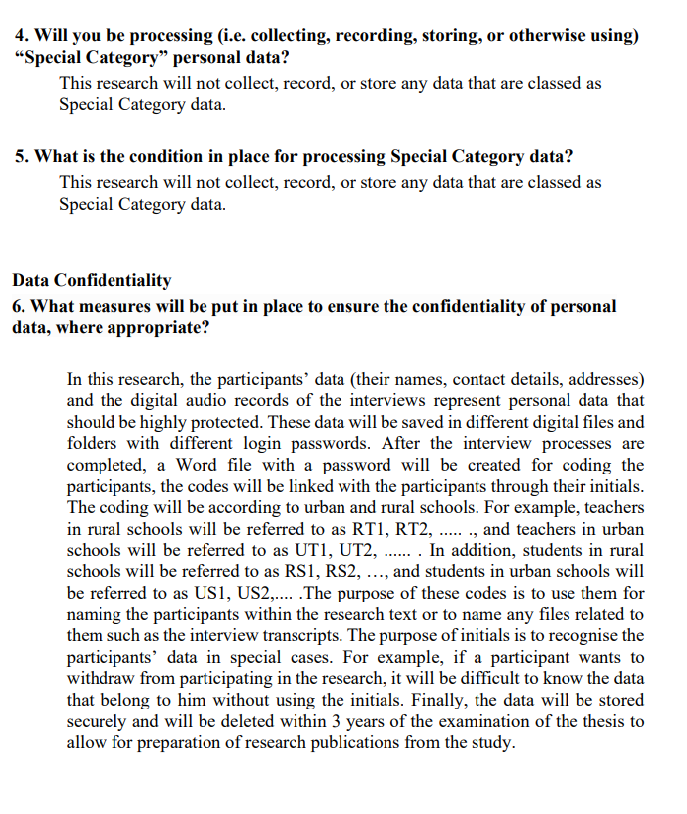 4. Will you be processing (i.e. collecting, recording, storing, or otherwise using)
“Special Category” personal data?
This research will not collect, record, or store any data that are classed as
Special Category data.
5. What is the condition in place for processing Special Category data?
This research will not collect, record, or store any data that are classed as
Special Category data.
Data Confidentiality
6. What measures will be put in place to ensure the confidentiality of personal
data, where appropriate?
In this research, the participants’ data (their names, contact details, addresses)
and the digital audio records of the interviews represent personal data that
should be highly protected. These data will be saved in different digital files and
folders with different login passwords. After the interview processes are
completed, a Word file with a password will be created for coding the
participants, the codes will be linked with the participants through their initials.
The coding will be according to urban and rural schools. For example, teachers
in rural schools will be referred to as RT1, RT2, ..... ., and teachers in urban
schools will be referred to as UT1, UT2, ...... . In addition, students in rural
schools will be referred to as RS1, RS2, …, and students in urban schools will
be referred to as US1, US2,.... .The purpose of these codes is to use them for
naming the participants within the research text or to name any files related to
them such as the interview transcripts. The purpose of initials is to recognise the
participants’ data in special cases. For example, if a participant wants to
withdraw from participating in the research, it will be difficult to know the data
that belong to him without using the initials. Finally, the data will be stored
securely and will be deleted within 3 years of the examination of the thesis to
allow for preparation of research publications from the study.